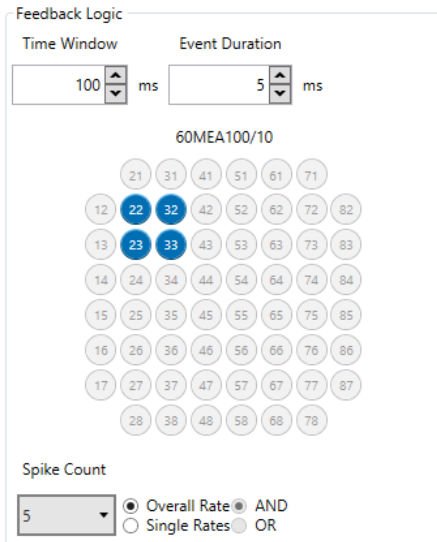 Feedback Logic
Time Window Event Duration
100 ms 5 ms
60MEA100/10
21 31 41 51 61 71
12 22 32 42 52 62 72 82
13 23 33 43 53 63 73 83
14 24 34 44 54 64 74 84
15 25 35 45 55 65 75 85
16 26 36 46 56 66 76 86
17 27 37 47 57 67 77 87
28 38 48 58 68 78
Spike Count
5 Overall Rate AND
Single Rates OR